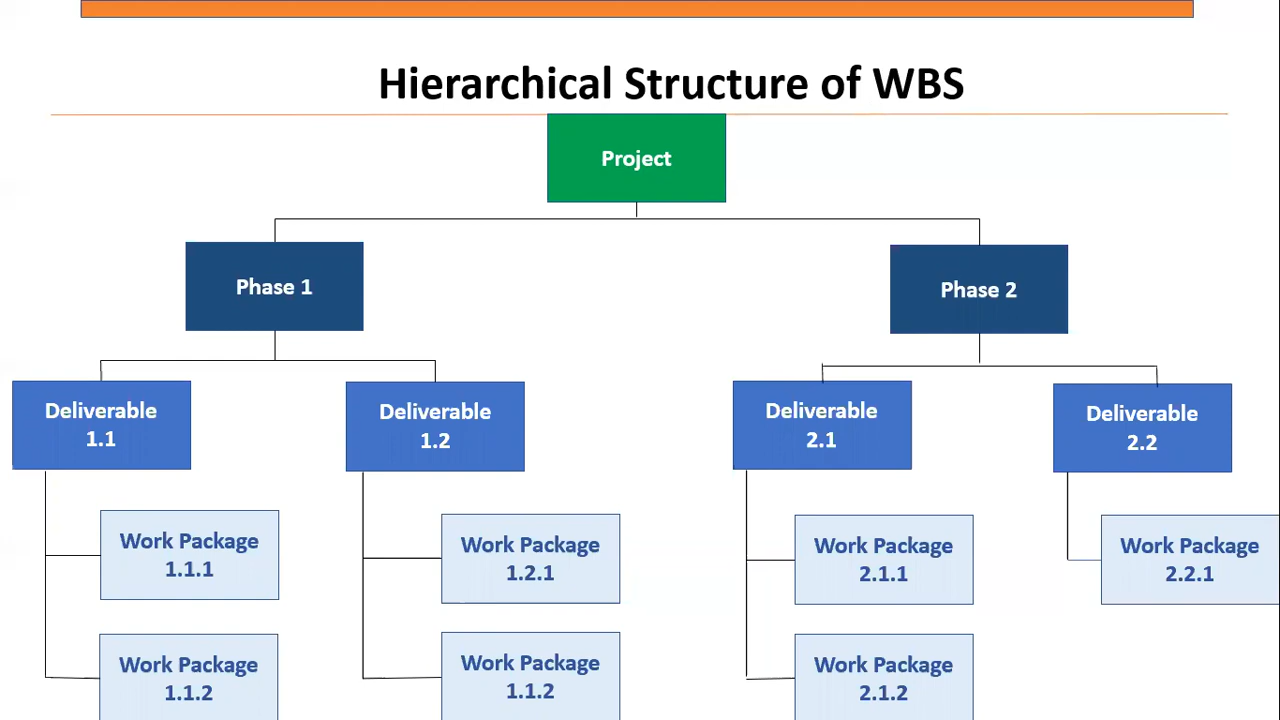 Hierarchical Structure of WBS
Project
Phase 1
Phase 2
Deliverable
1.1
Deliverable
1.2
Deliverable
2.1
Deliverable
2.2
Work Package
1.1.1
Work Package
1.2.1
Work Package
2.1.1
Work Package
2.2.1
Work Package
1.1.2
Work Package
1.1.2
Work Package
2.1.2